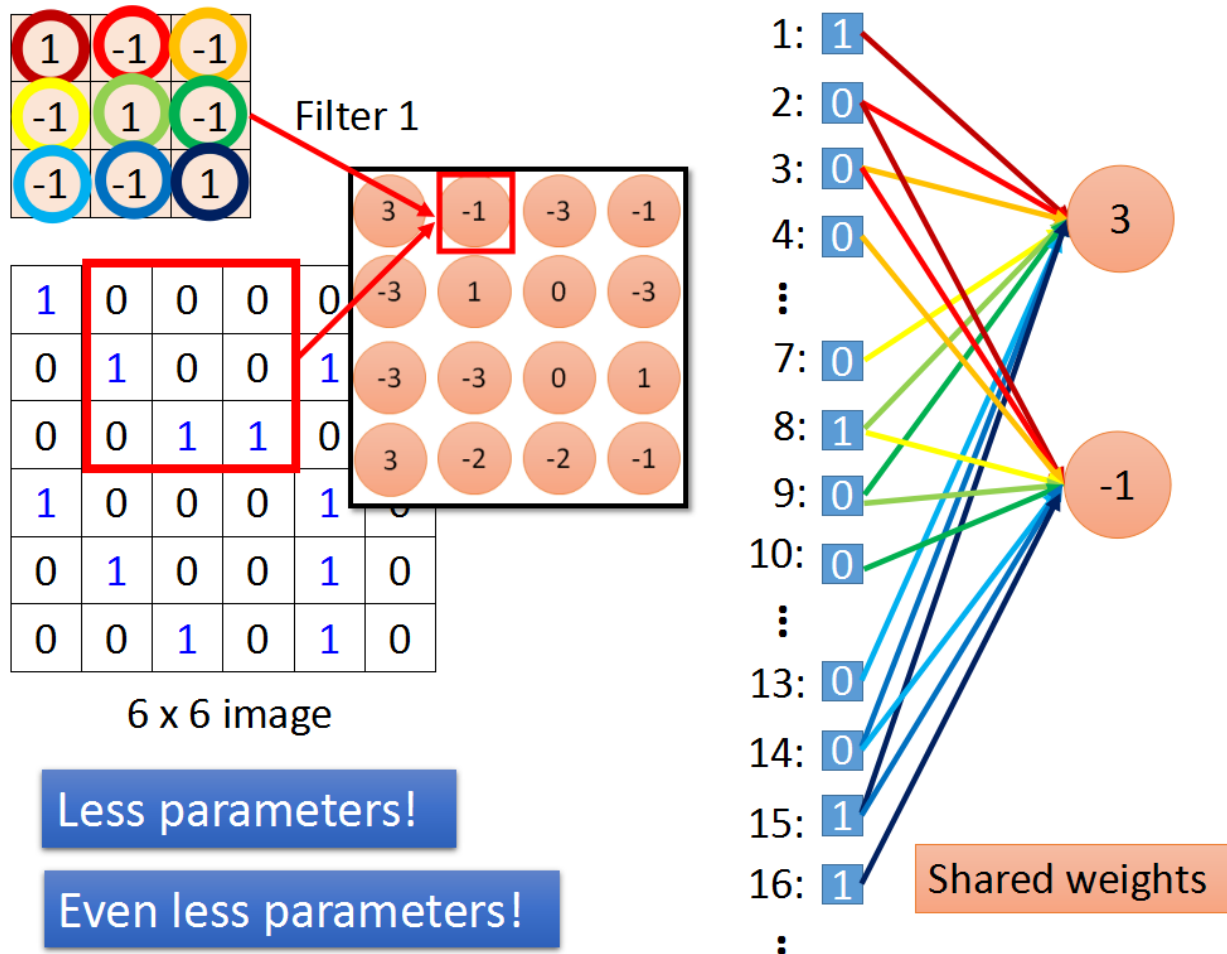 1 -1 -1
-1 1 -1
-1 -1 1
Filter 1
3 -1 -3 -1
-3 1 0 -3
-3 -3 0 1
3 -2 -2 -1
1 0 0 0 0
0 1 0 0 1
0 0 1 1 0
1 0 0 0 1 0
0 1 0 0 1 0
0 0 1 0 1 0
6 x 6 image
Less parameters!
Even less parameters!
1: 1
2: 0
3: 0
4: 0
⋮
7: 0
8: 1
9: 0
10: 0
⋮
13: 0
14: 0
15: 1
16: 1
⋮
3
-1
Shared weights